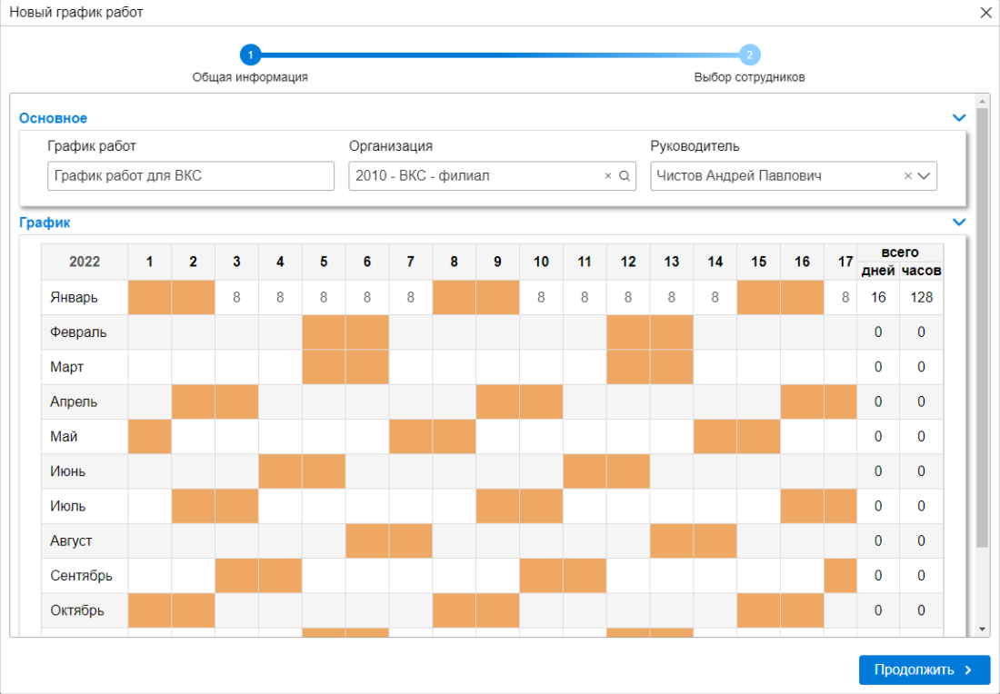 Новый график работ
1 2
Общая информация Выбор сотрудников
Основное
График работ Организация Руководитель
График работ для ВКС 2010 - ВКС - филиал Чистов Андрей Павлович
График
2022 1 2 3 4 5 6 7 8 9 10 11 12 13 14 15 16 17 всего
дней часов
Январь 8 8 8 8 8 8 8 8 8 8 8 16 128
Февраль 0 0
Март 0 0
Апрель 0 0
Май 0 0
Июнь 0 0
Июль 0 0
Август 0 0
Сентябрь 0 0
Октябрь 0 0
Продолжить